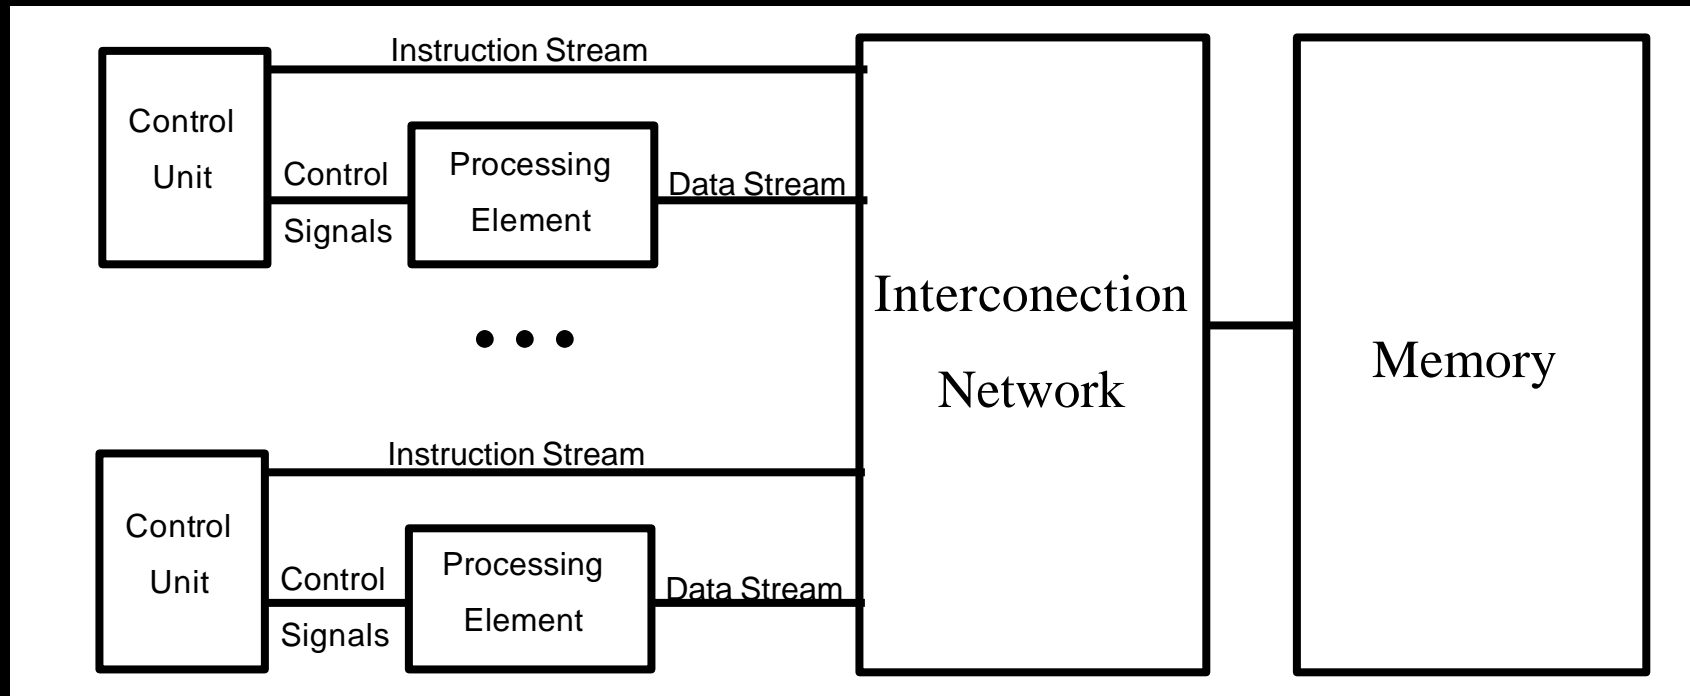 Instruction Stream
Control
Unit
Control
Signals
Processing
Element
Data Stream
Instruction Stream
Control
Unit
Control
Signals
Processing
Element
Data Stream
Interconection
Network
Memory